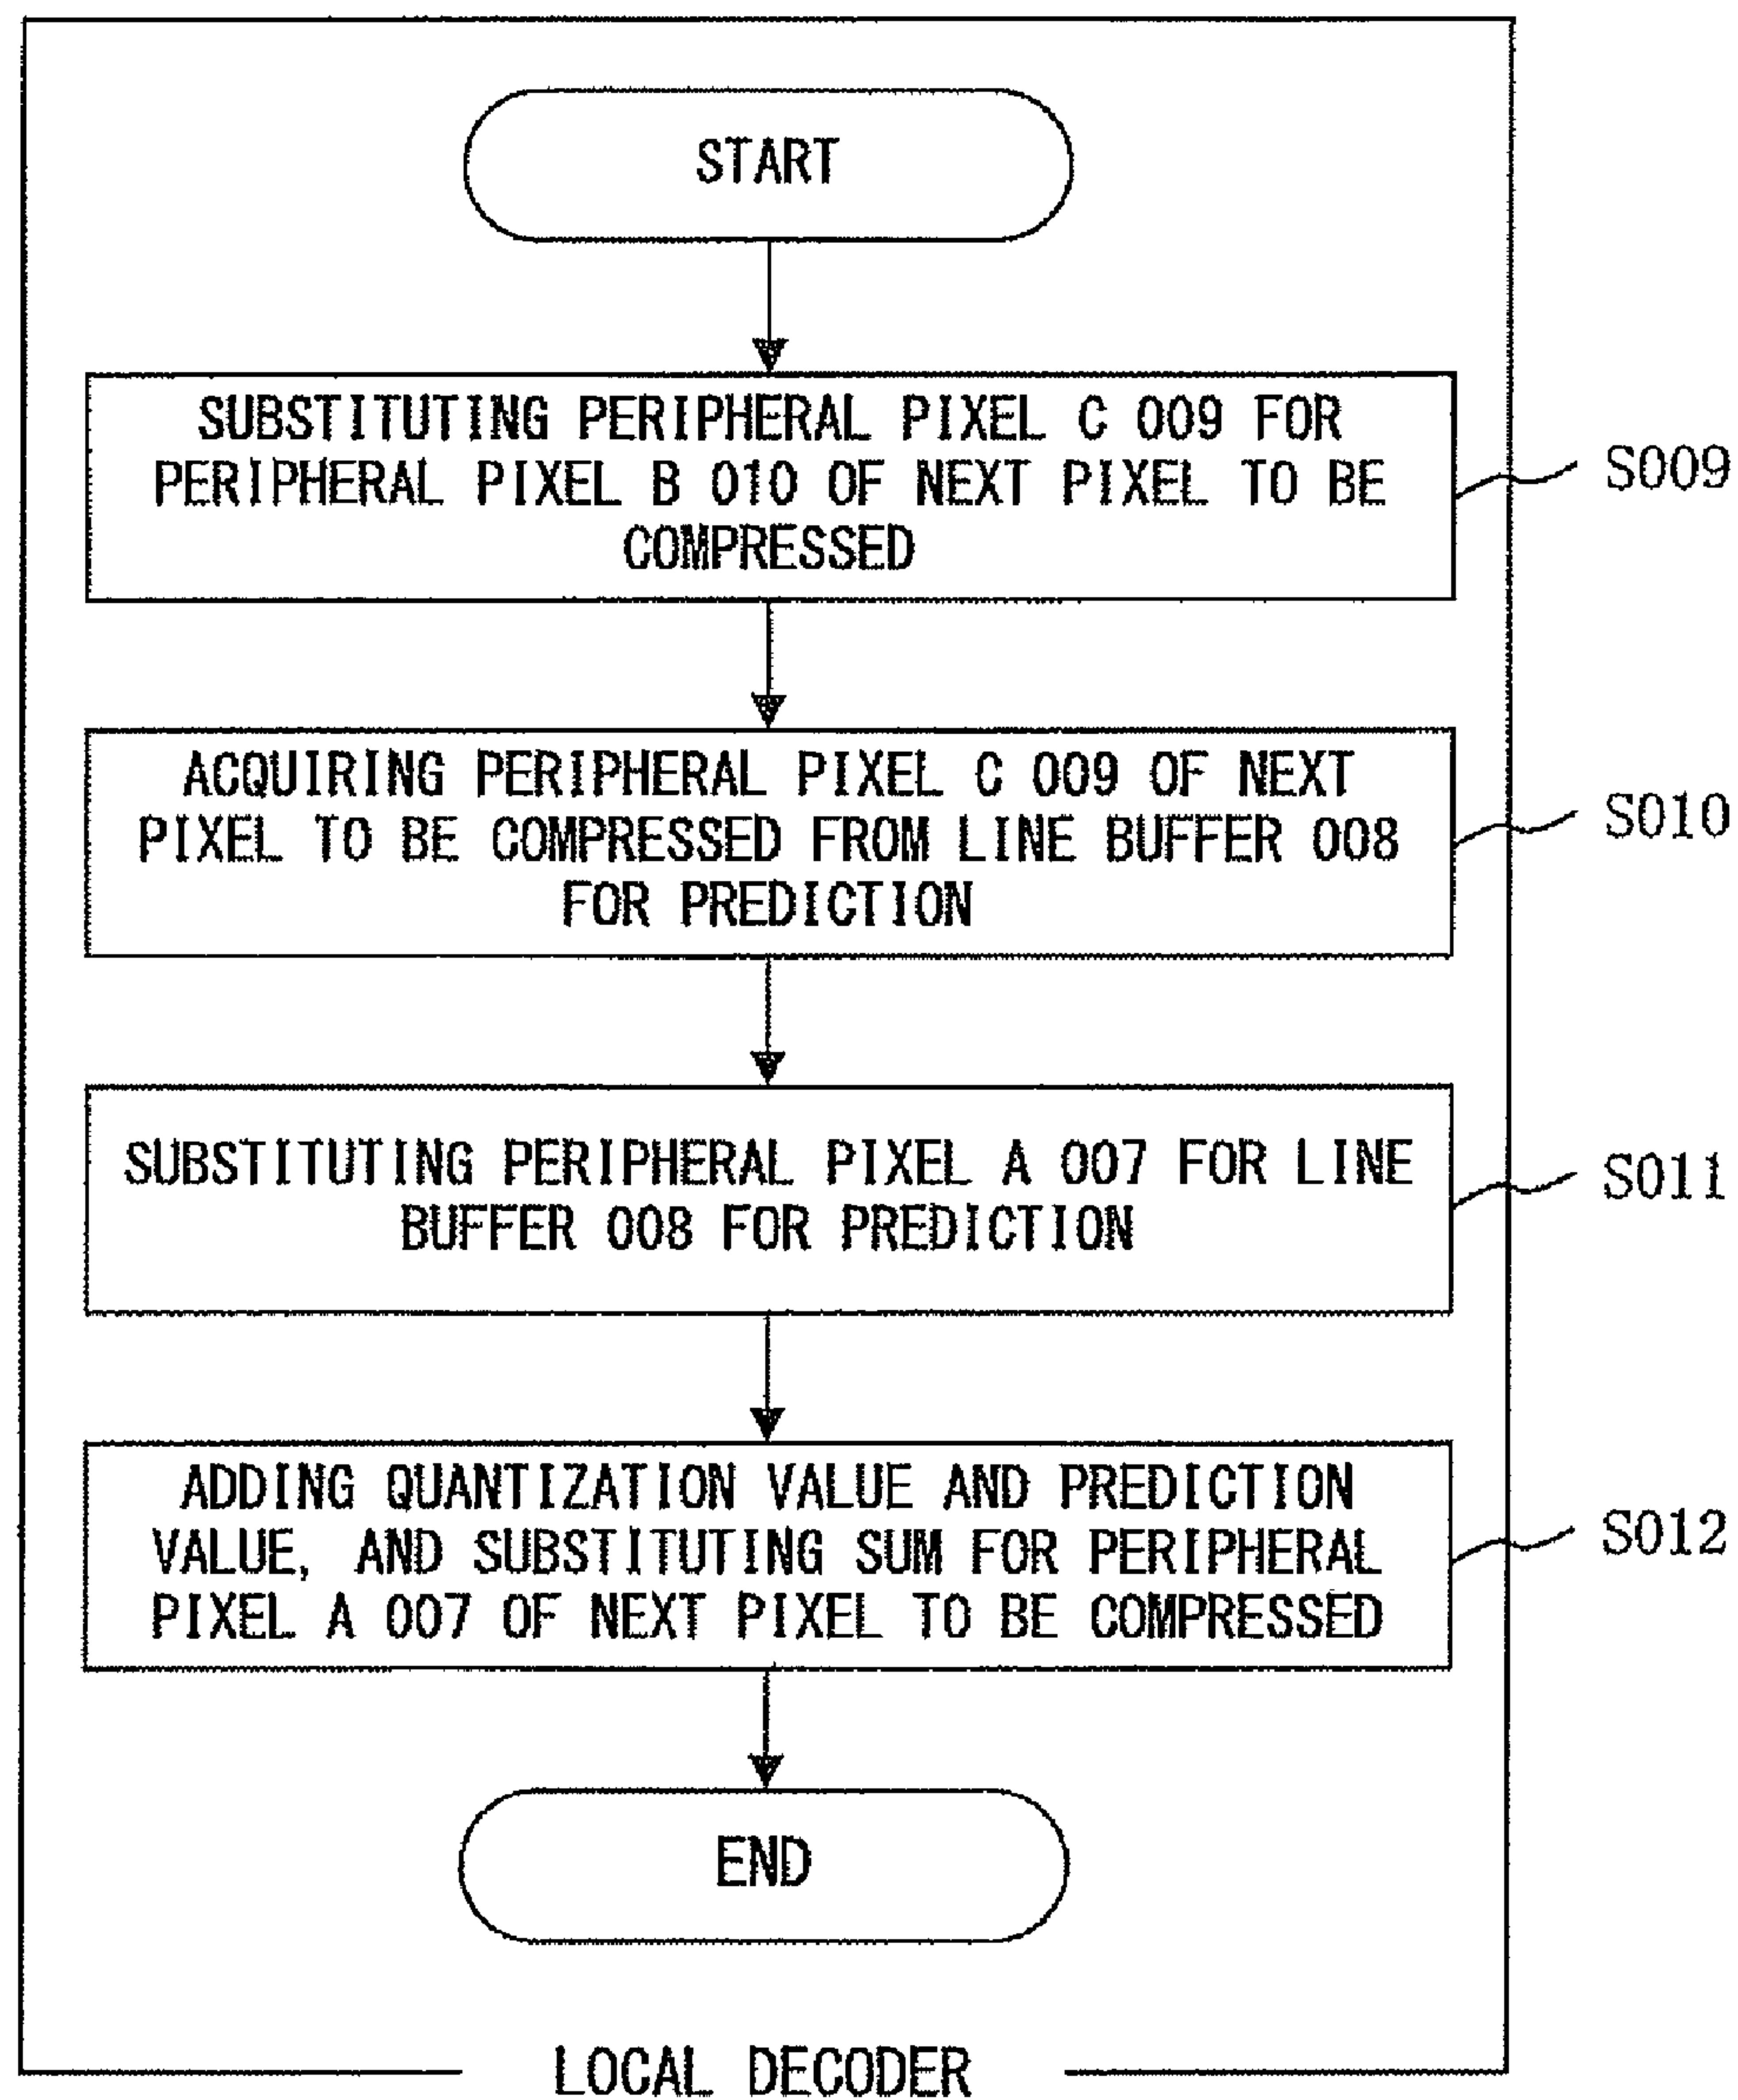 START
SUBSTITUTING PERIPHERAL PIXEL C 009 FOR
PERIPHERAL PIXEL B 010 OF NEXT PIXEL TO BE
COMPRESSED
S009
ACQUIRING PERIPHERAL PIXEL C 009 OF NEXT
PIXEL TO BE COMPRESSED FROM LINE BUFFER 008
FOR PREDICTION
S010
SUBSTITUTING PERIPHERAL PIXEL A 007 FOR LINE
BUFFER 008 FOR PREDICTION
S011
ADDING QUANTIZATION VALUE AND PREDICTION
VALUE, AND SUBSTITUTING SUM FOR PERIPHERAL
PIXEL A 007 OF NEXT PIXEL TO BE COMPRESSED
S012
END
LOCAL DECODER